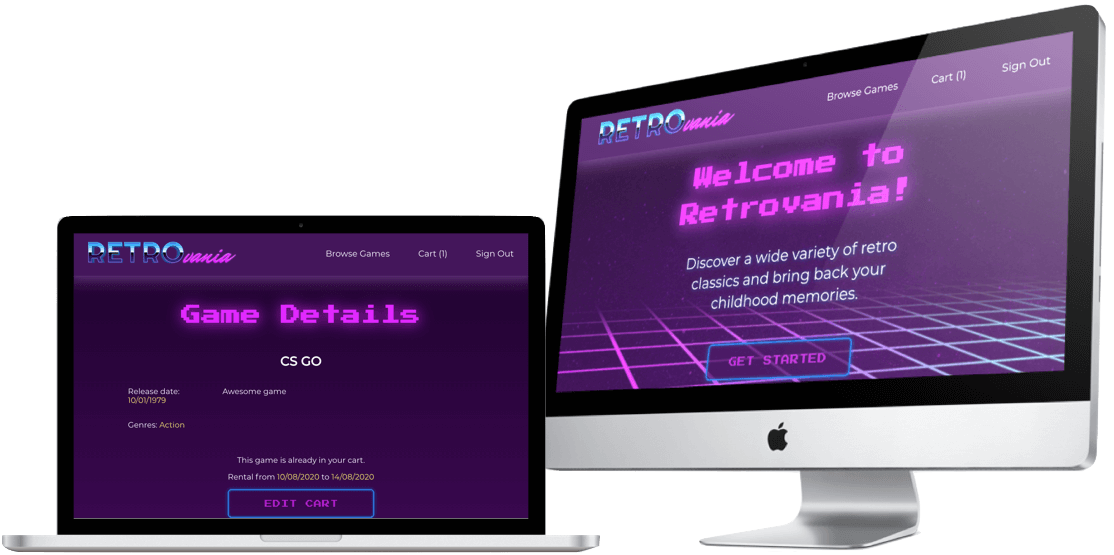 RETROvania
Browse Games
Cart (1)
Sign Out
Game Details
CS GO
Release date:
10/01/1979
Awesome game
Genres: Action
This game is already in your cart.
Rental from 10/08/2020 to 14/08/2020
EDIT CART
RETROvania
Browse Games
Cart (1)
Sign Out
Welcome to
Retrovania!
Discover a wide variety of retro
classics and bring back your
childhood memories.
GET STARTED